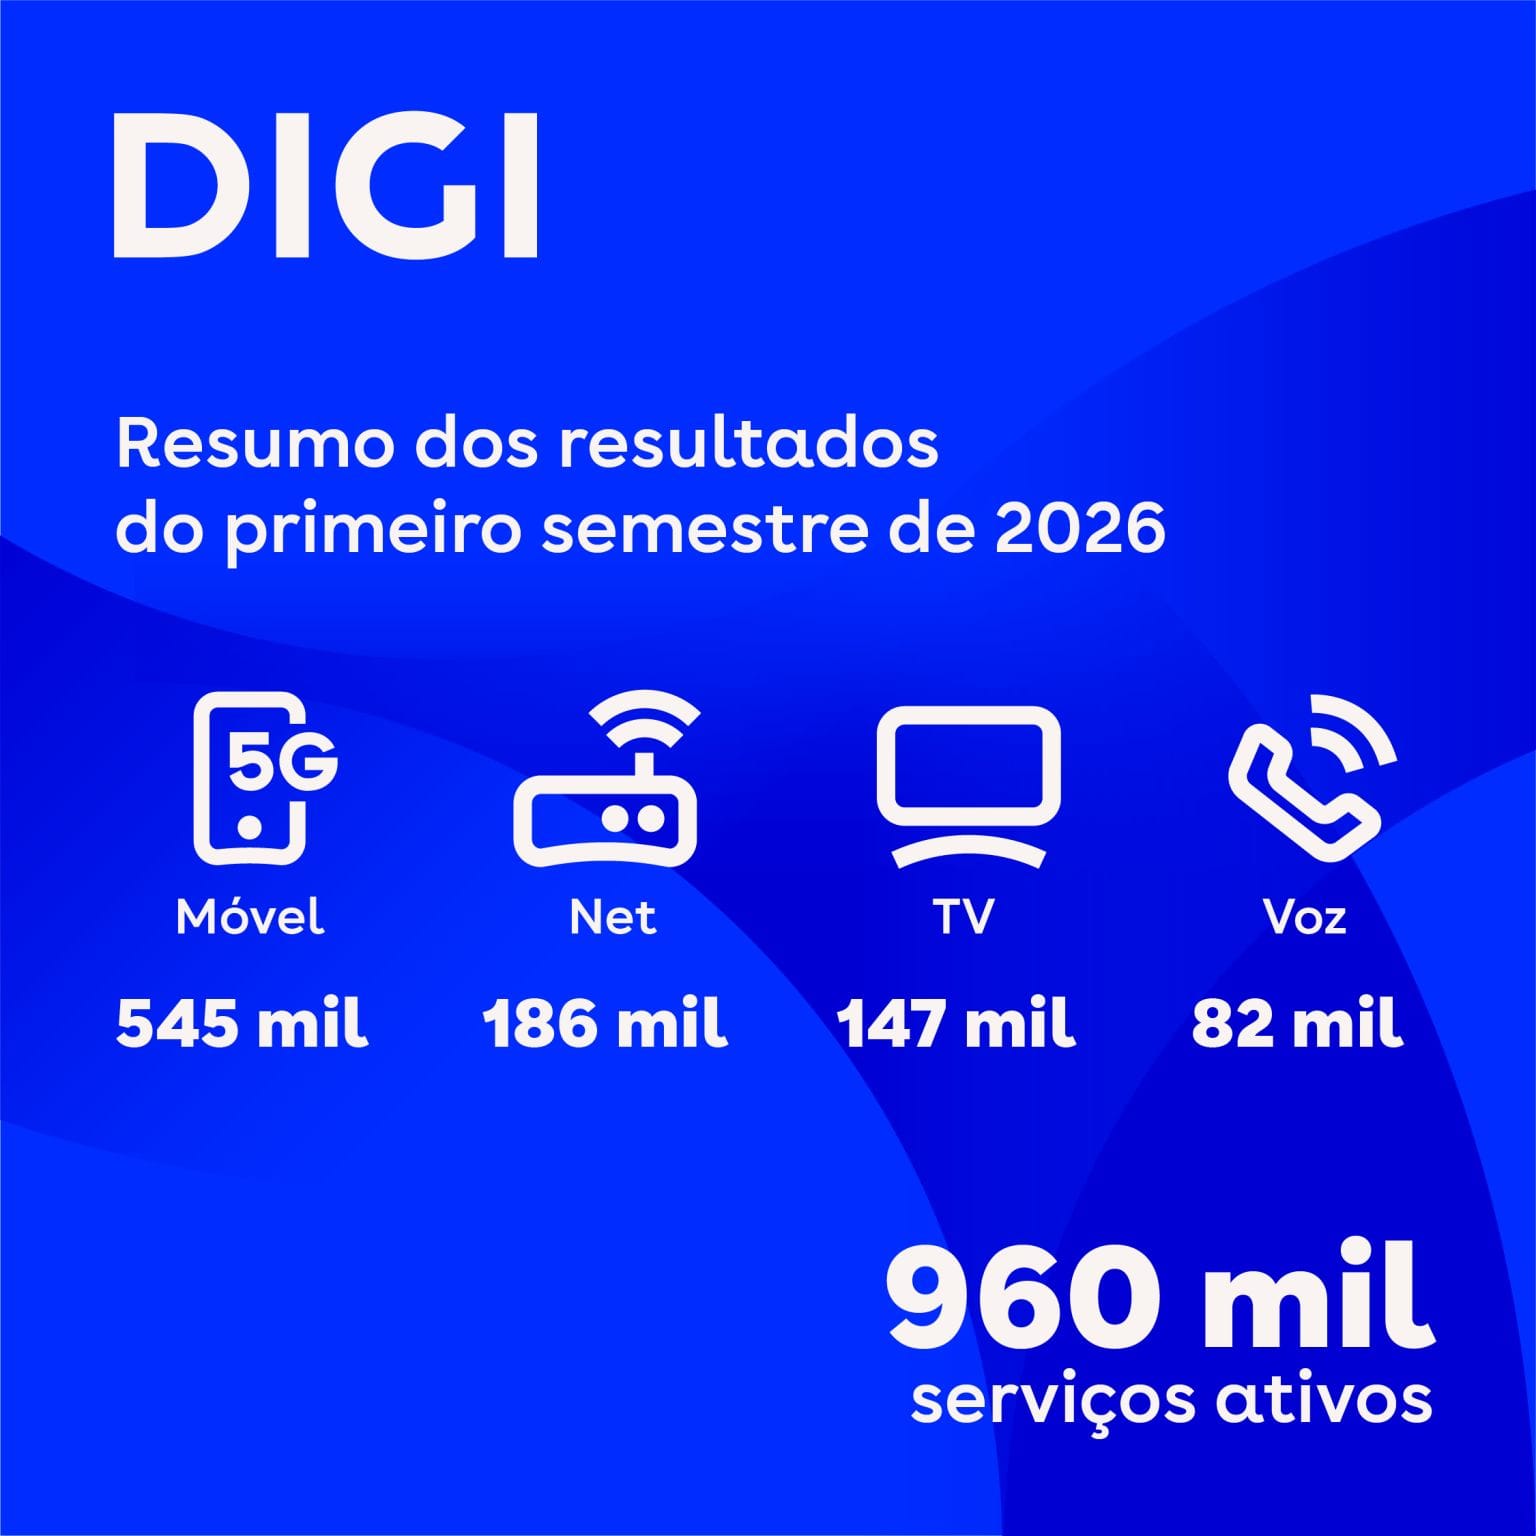 DIGI
Resumo dos resultados
do primeiro semestre de 2026
5G
Móvel
Net
TV
Voz
545 mil
186 mil
147 mil
82 mil
960 mil
serviços ativos